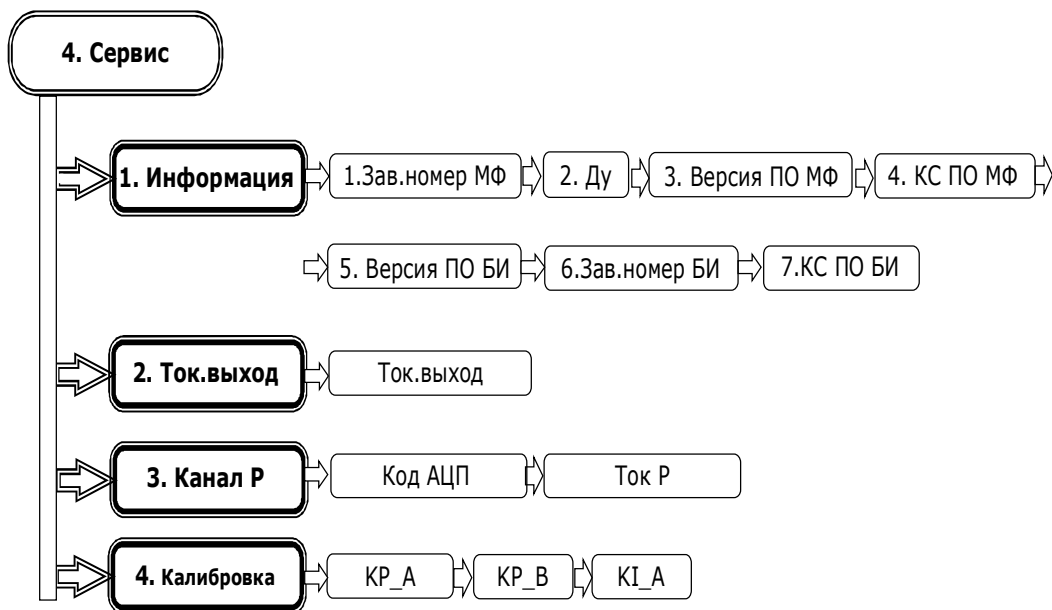 4. Сервис
1. Информация 1.Зав.номер МФ 2. Ду 3. Версия ПО МФ 4. КС ПО МФ
5. Версия ПО БИ 6.Зав.номер БИ 7.КС ПО БИ
2. Ток.выход Ток.выход
3. Канал Р Код АЦП Ток Р
4. Калибровка KP_A KP_B KI_A